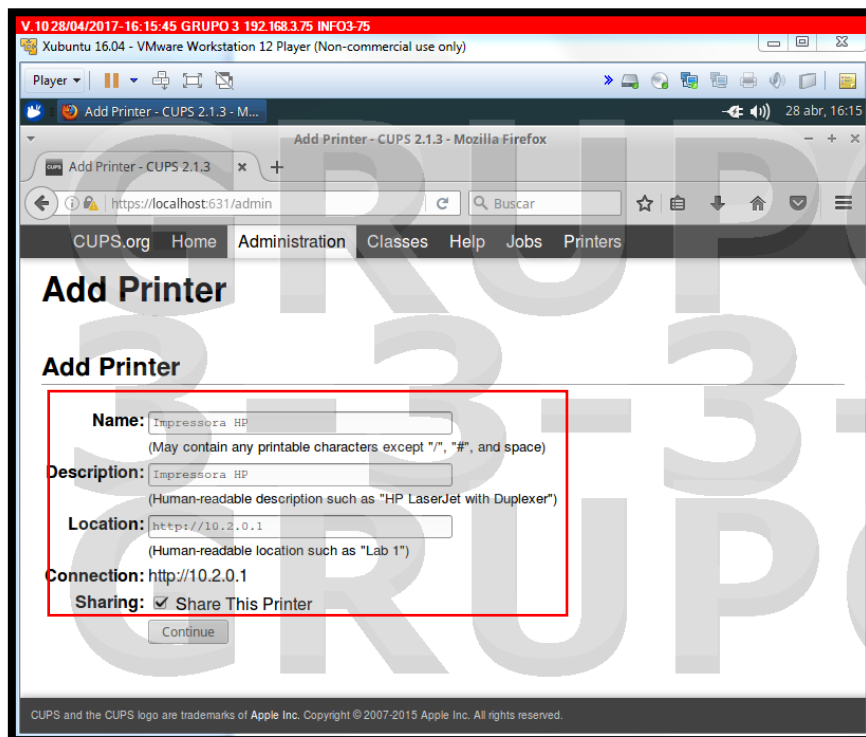 V.10 28/04/2017-16:15:45 GRUPO 3 192.168.3.75 INFO3-75
Xubuntu 16.04 - VMware Workstation 12 Player (Non-commercial use only)
Player
Add Printer - CUPS 2.1.3 - M...
28 abr, 16:15
Add Printer - CUPS 2.1.3 - Mozilla Firefox
CUPS Add Printer - CUPS 2.1.3
https://localhost:631/admin
Buscar
CUPS.org Home Administration Classes Help Jobs Printers
Add Printer
Add Printer
Name: Impressora HP
(May contain any printable characters except "/", "#", and space)
Description: Impressora HP
(Human-readable description such as "HP LaserJet with Duplexer")
Location: http://10.2.0.1
(Human-readable location such as "Lab 1")
Connection: http://10.2.0.1
Sharing: Share This Printer
Continue
CUPS and the CUPS logo are trademarks of Apple Inc. Copyright © 2007-2015 Apple Inc. All rights reserved.
GRUPO
3-3-3
GRUPO